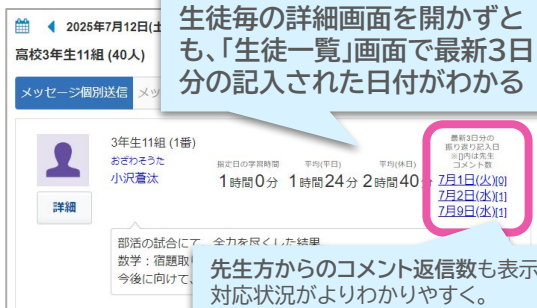 2025年7月12日(土
生徒毎の詳細画面を開かずと
も、「生徒一覧」画面で最新3日
分の記入された日付がわかる
高校3年生11組 (40人)
メッセージ個別送信 メッ
3年生11組 (1番)
おざわそうた
小沢蒼汰
詳細
指定日の学習時間 平均(平日) 平均(休日)
1時間0分 1時間24分 2時間40分
最新3日分の
振り返り記入日
※[]内は先生
コメント数
7月1日(火)[0]
7月2日(水)[1]
7月9日(水)[1]
部活の試合にて、全力を尽くした結果
数学：宿題取り
今後に向けて、
先生方からのコメント返信数も表示
対応状況がよりわかりやすく。